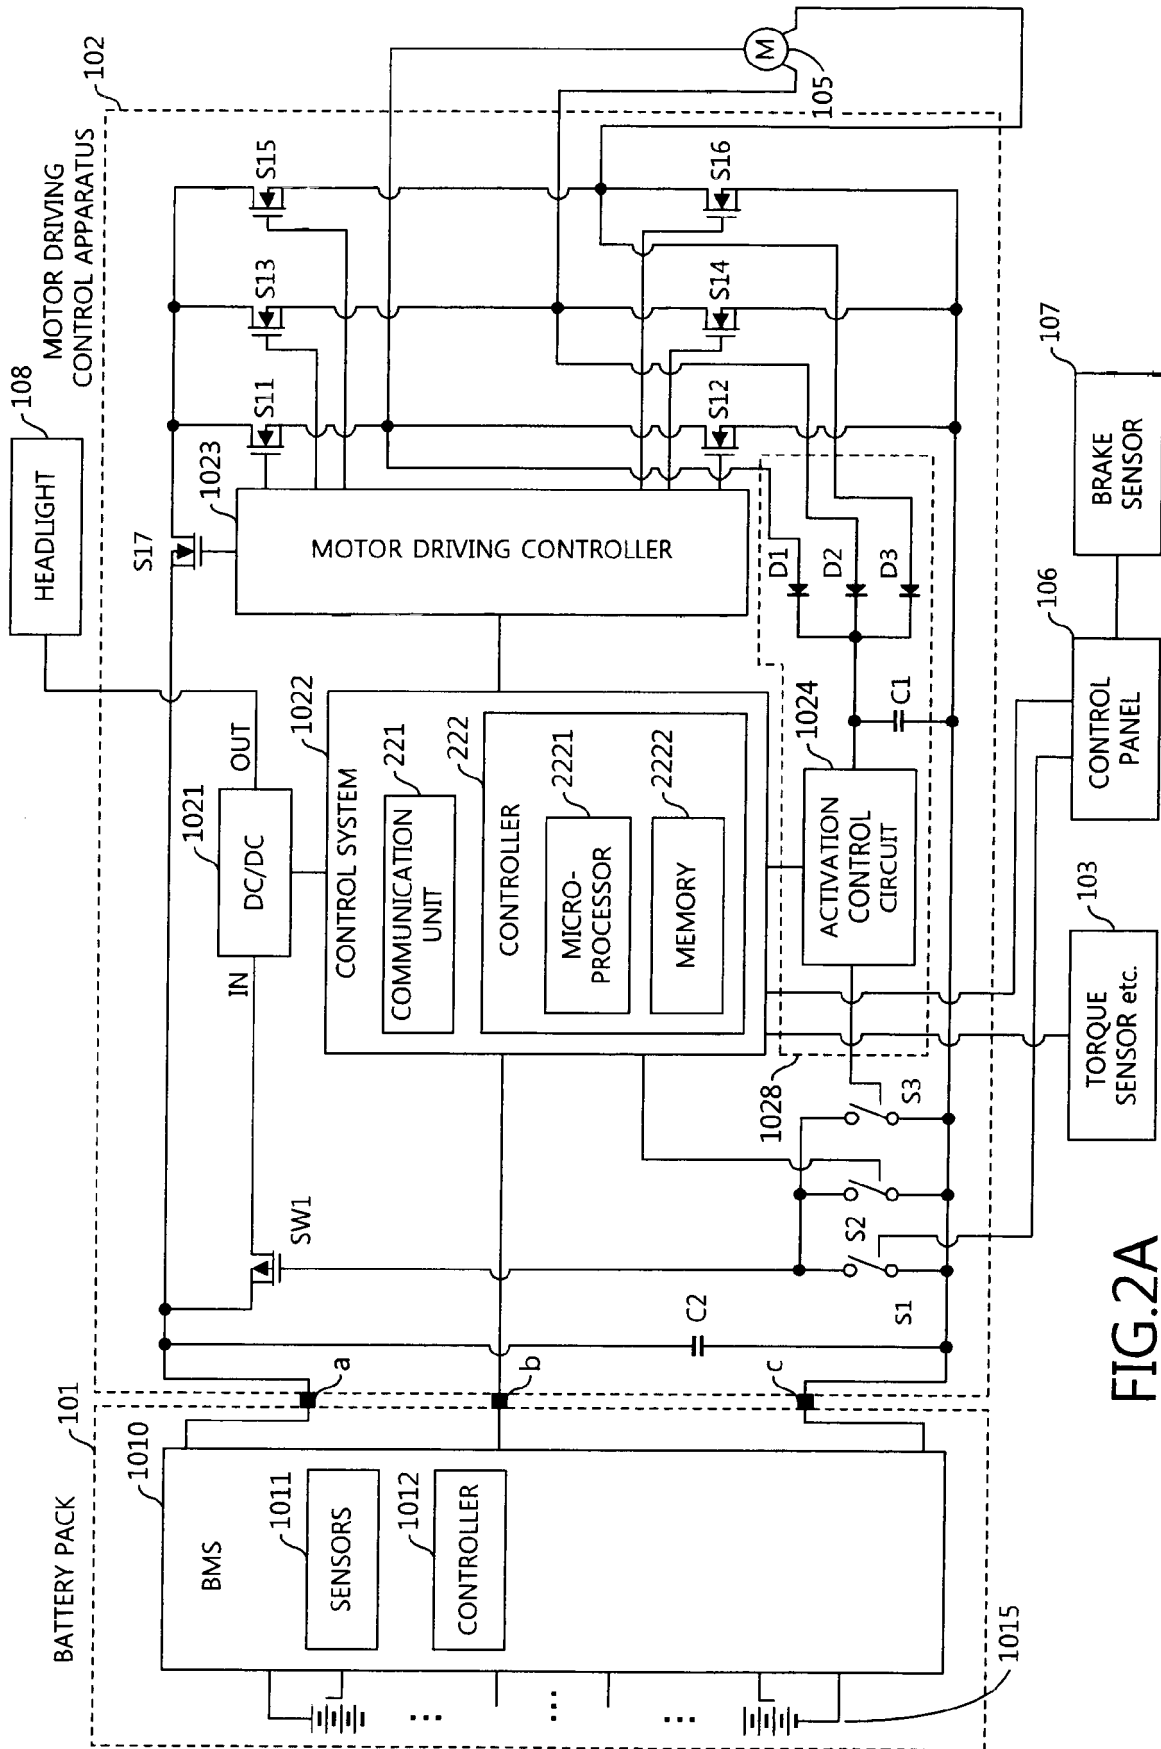 BATTERY PACK
101
1010
BMS
1011
SENSORS
1012
CONTROLLER
1015
a
b
c
MOTOR DRIVING
CONTROL APPARATUS
102
108
HEADLIGHT
1021
DC/DC
IN
OUT
SW1
S17
1022
CONTROL SYSTEM
221
COMMUNICATION
UNIT
222
CONTROLLER
2221
MICRO-
PROCESSOR
2222
MEMORY
1023
MOTOR DRIVING CONTROLLER
S11
S13
S15
S12
S14
S16
M
105
1024
ACTIVATION
CONTROL
CIRCUIT
1028
D1
D2
D3
C1
C2
S1
S2
S3
103
TORQUE
SENSOR etc.
106
CONTROL
PANEL
107
BRAKE
SENSOR
FIG.2A